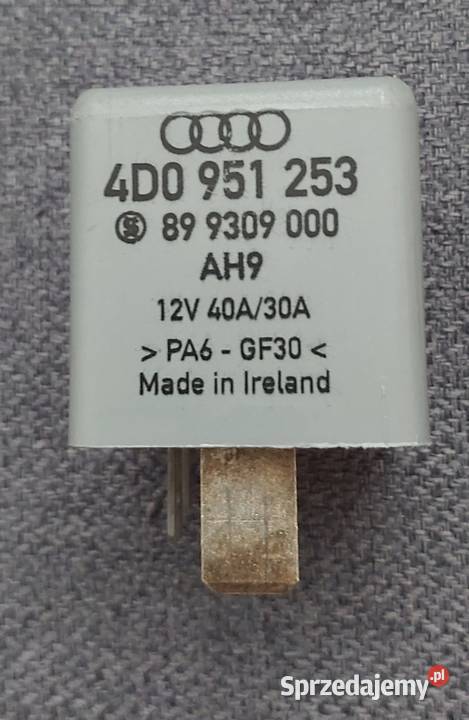 4D0 951 253
89 9309 000
AH9
12V 40A/30A
> PA6 - GF30 <
Made in Ireland
Sprzedajemy.pl